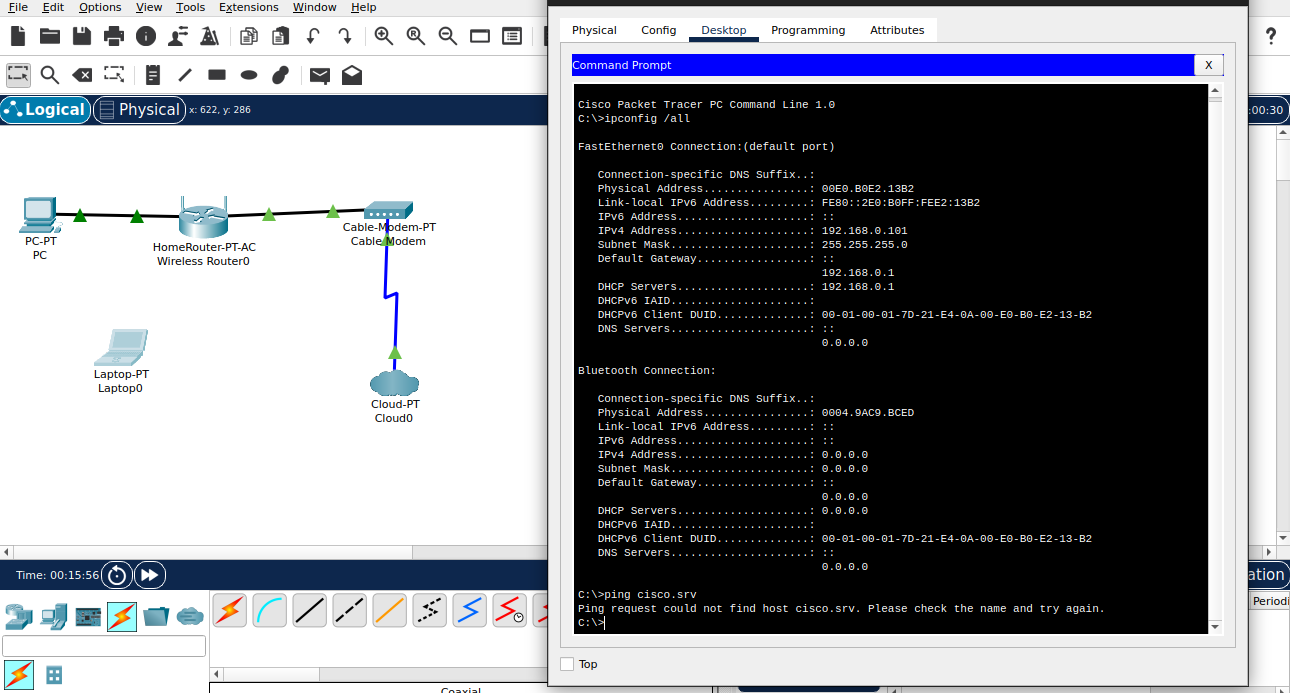 File Edit Options View Tools Extensions Window Help
Logical
Physical
x: 622, y: 286
PC-PT
PC
HomeRouter-PT-AC
Wireless Router0
Cable-Modem-PT
Cable Modem
Laptop-PT
Laptop0
Cloud-PT
Cloud0
Time: 00:15:56
Coaxial
Physical Config Desktop Programming Attributes
Command Prompt
X
Cisco Packet Tracer PC Command Line 1.0
C:\>ipconfig /all
FastEthernet0 Connection:(default port)
Connection-specific DNS Suffix..:
Physical Address................: 00E0.B0E2.13B2
Link-local IPv6 Address.........: FE80::2E0:B0FF:FEE2:13B2
IPv6 Address....................: ::
IPv4 Address....................: 192.168.0.101
Subnet Mask.....................: 255.255.255.0
Default Gateway.................: ::
192.168.0.1
DHCP Servers....................: 192.168.0.1
DHCPv6 IAID.....................:
DHCPv6 Client DUID..............: 00-01-00-01-7D-21-E4-0A-00-E0-B0-E2-13-B2
DNS Servers.....................: ::
0.0.0.0
Bluetooth Connection:
Connection-specific DNS Suffix..:
Physical Address................: 0004.9AC9.BCED
Link-local IPv6 Address.........: ::
IPv6 Address....................: ::
IPv4 Address....................: 0.0.0.0
Subnet Mask.....................: 0.0.0.0
Default Gateway.................: ::
0.0.0.0
DHCP Servers....................: 0.0.0.0
DHCPv6 IAID.....................:
DHCPv6 Client DUID..............: 00-01-00-01-7D-21-E4-0A-00-E0-B0-E2-13-B2
DNS Servers.....................: ::
0.0.0.0
C:\>ping cisco.srv
Ping request could not find host cisco.srv. Please check the name and try again.
C:\>
Top
?
:00:30
ation
Periodi